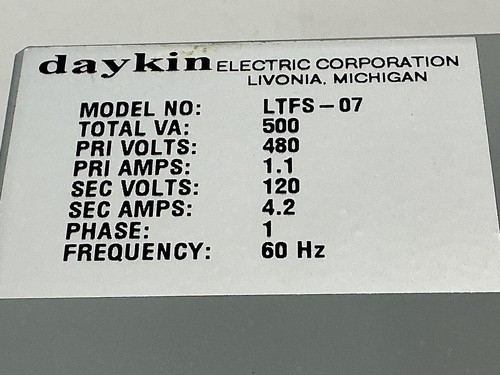 daykin ELECTRIC CORPORATION
LIVONIA, MICHIGAN
MODEL NO: LTFS-07
TOTAL VA: 500
PRI VOLTS: 480
PRI AMPS: 1.1
SEC VOLTS: 120
SEC AMPS: 4.2
PHASE: 1
FREQUENCY: 60 Hz